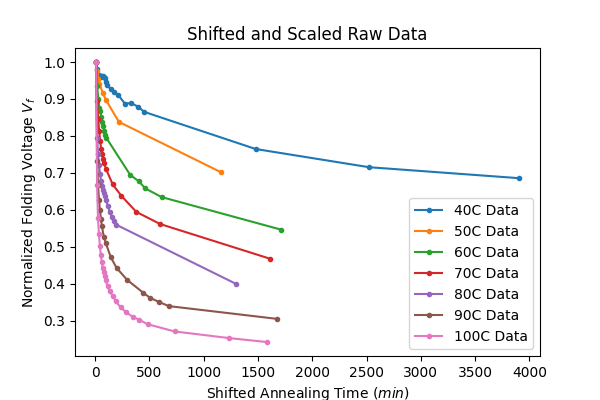 Shifted and Scaled Raw Data
Normalized Folding Voltage V_f
1.0
0.9
0.8
0.7
0.6
0.5
0.4
0.3
40C Data
50C Data
60C Data
70C Data
80C Data
90C Data
100C Data
0 500 1000 1500 2000 2500 3000 3500 4000
Shifted Annealing Time (min)